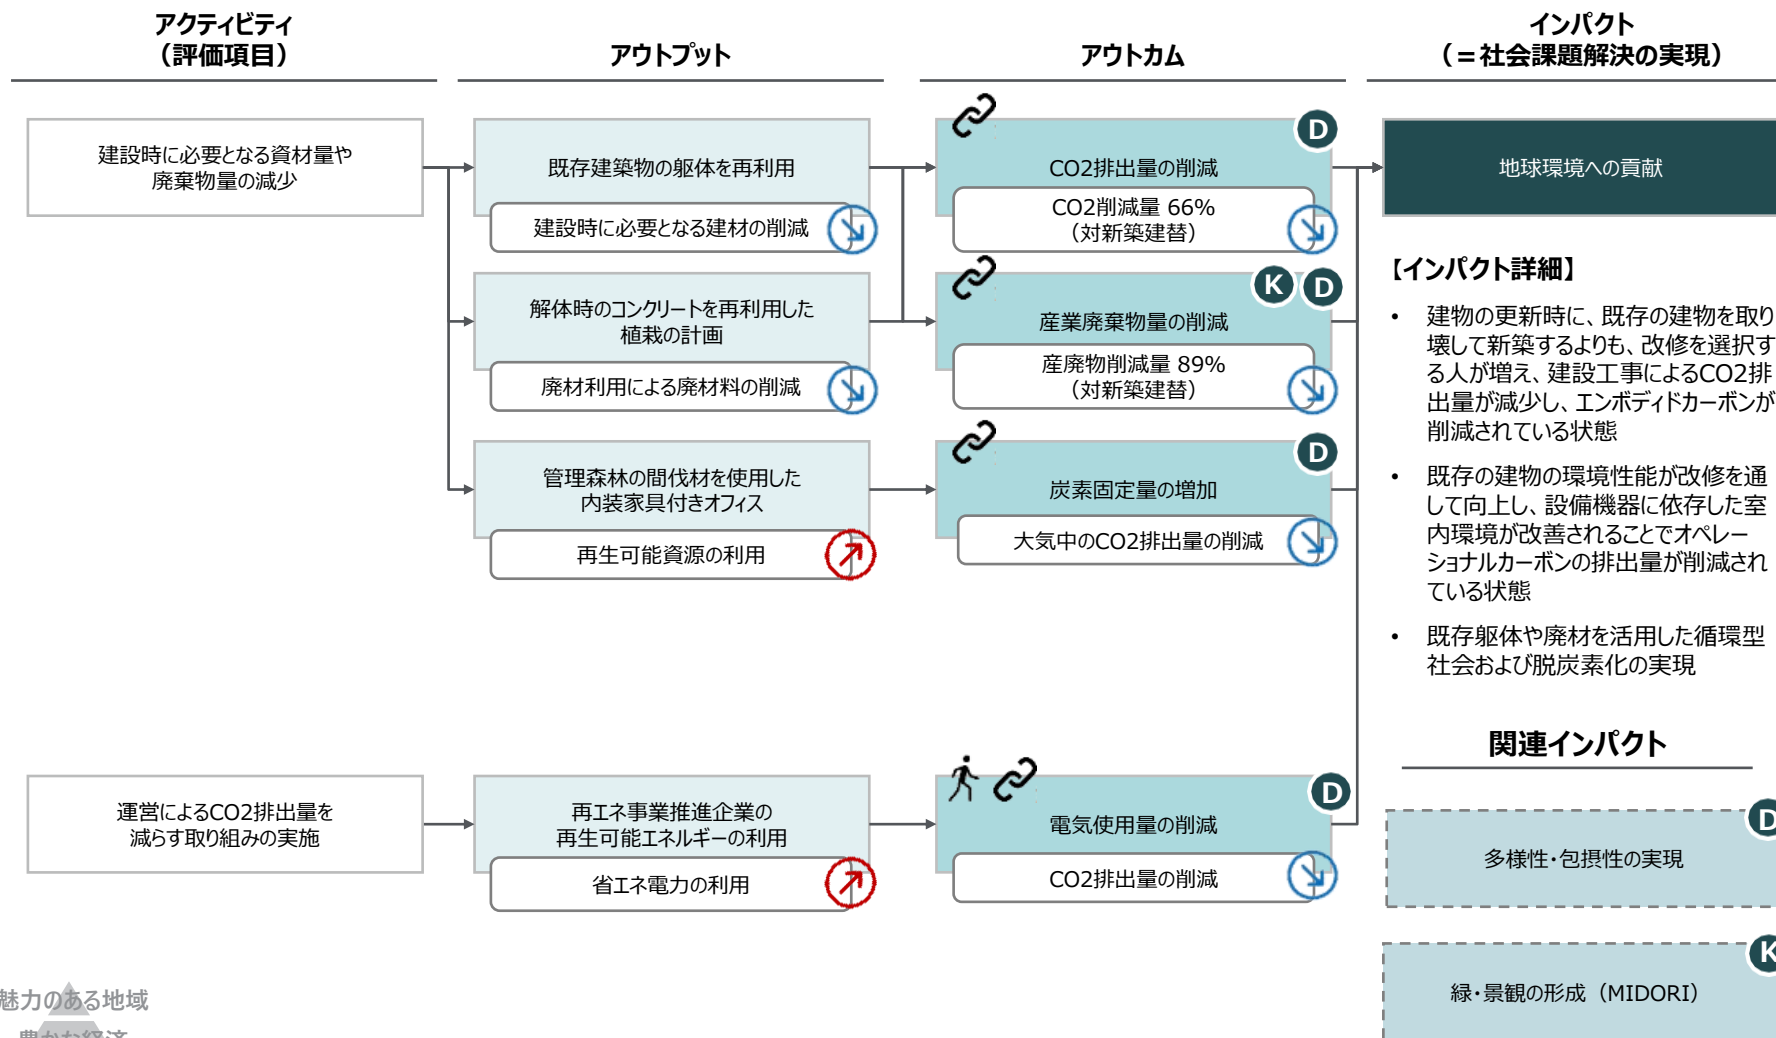 アクティビティ
（評価項目）
アウトプット
アウトカム
インパクト
（＝社会課題解決の実現）
建設時に必要となる資材量や
廃棄物量の減少
既存建築物の躯体を再利用
建設時に必要となる建材の削減
D
CO2排出量の削減
CO2削減量 66%
（対新築建替）
地球環境への貢献
解体時のコンクリートを再利用した
植栽の計画
廃材利用による廃材料の削減
K D
産業廃棄物量の削減
産廃物削減量 89%
（対新築建替）
管理森林の間伐材を使用した
内装家具付きオフィス
再生可能資源の利用
D
炭素固定量の増加
大気中のCO2排出量の削減
【インパクト詳細】
• 建物の更新時に、既存の建物を取り
壊して新築するよりも、改修を選択す
る人が増え、建設工事によるCO2排
出量が減少し、エンボディドカーボンが
削減されている状態
• 既存の建物の環境性能が改修を通
して向上し、設備機器に依存した室
内環境が改善されることでオペレー
ショナルカーボンの排出量が削減され
ている状態
• 既存躯体や廃材を活用した循環型
社会および脱炭素化の実現
運営によるCO2排出量を
減らす取り組みの実施
再エネ事業推進企業の
再生可能エネルギーの利用
省エネ電力の利用
D
電気使用量の削減
CO2排出量の削減
関連インパクト
D
多様性・包摂性の実現
K
緑・景観の形成（MIDORI）
魅力のある地域
豊かな経済